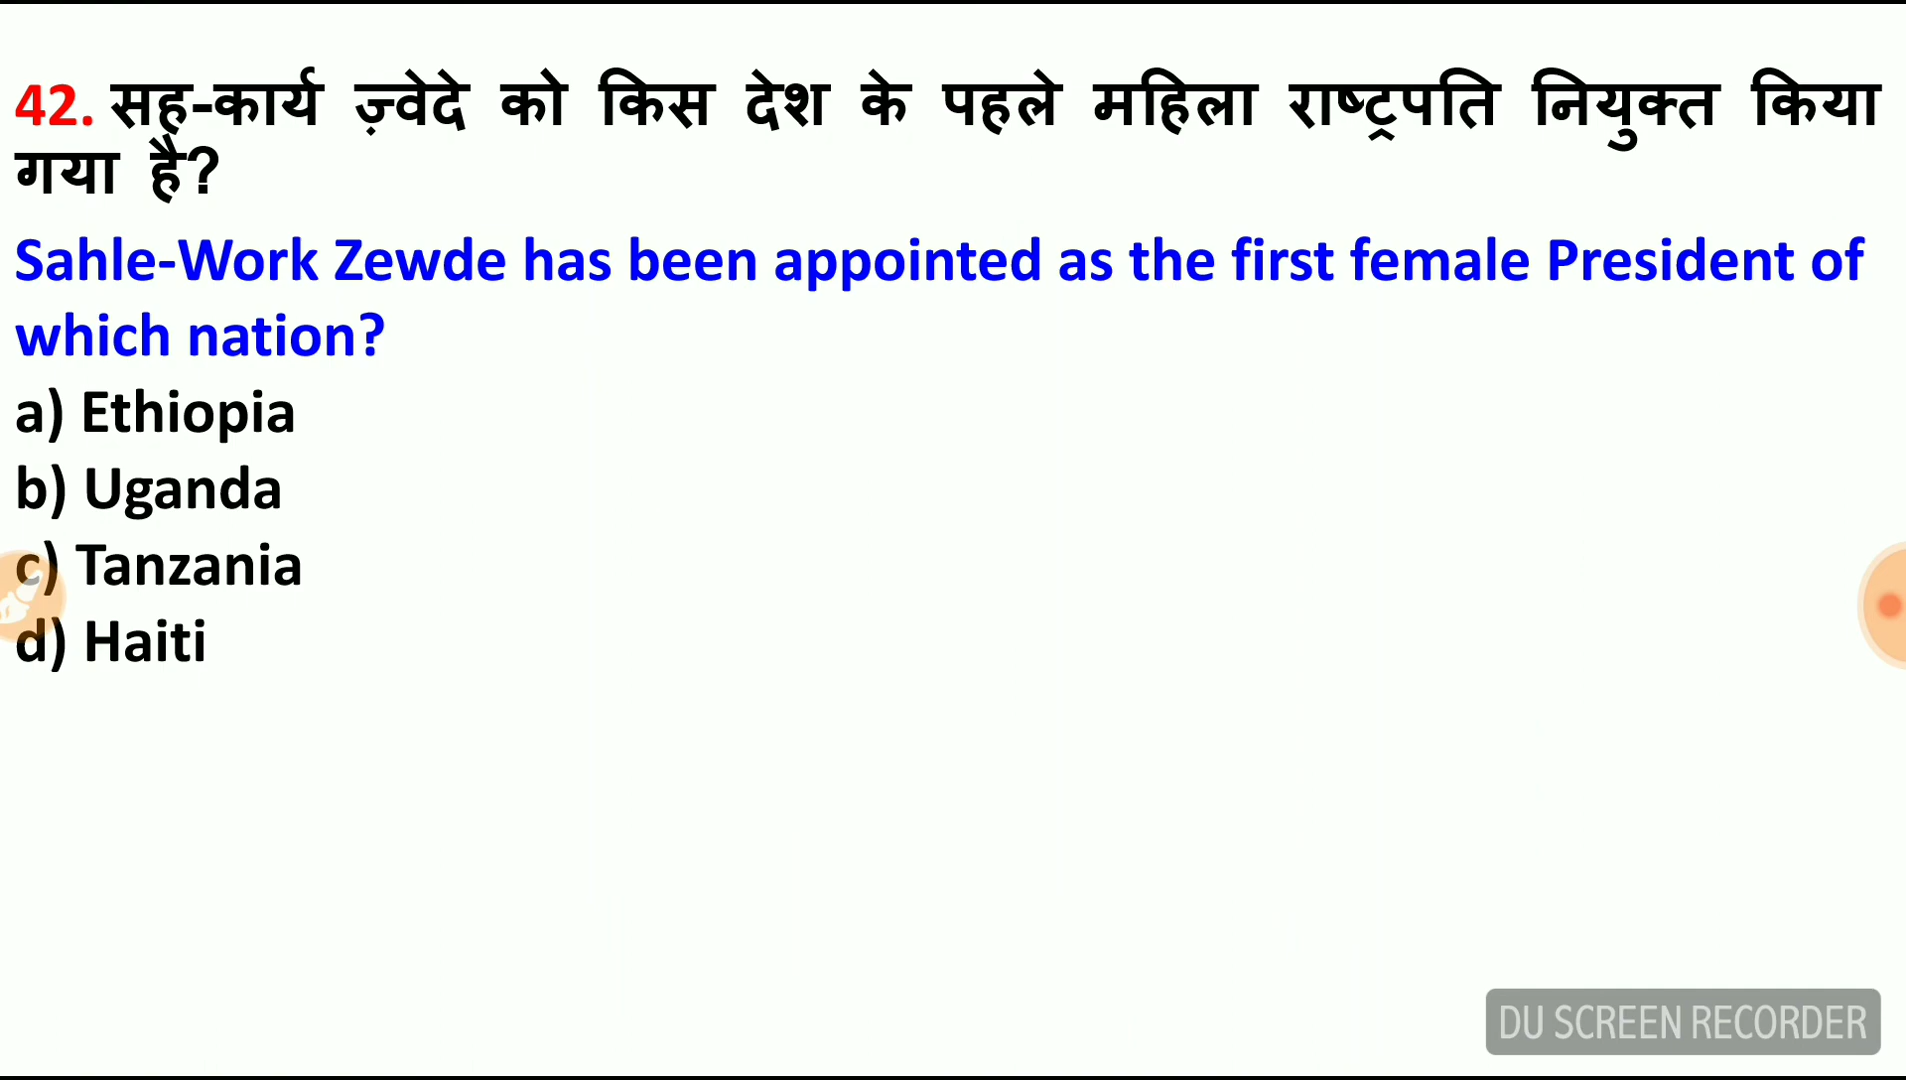 42. सह-कार्य ज़्वेदे को किस देश के पहले महिला राष्ट्रपति नियुक्त किया
गया है?
Sahle-Work Zewde has been appointed as the first female President of
which nation?
a) Ethiopia
b) Uganda
c) Tanzania
d) Haiti
DU SCREEN RECORDER